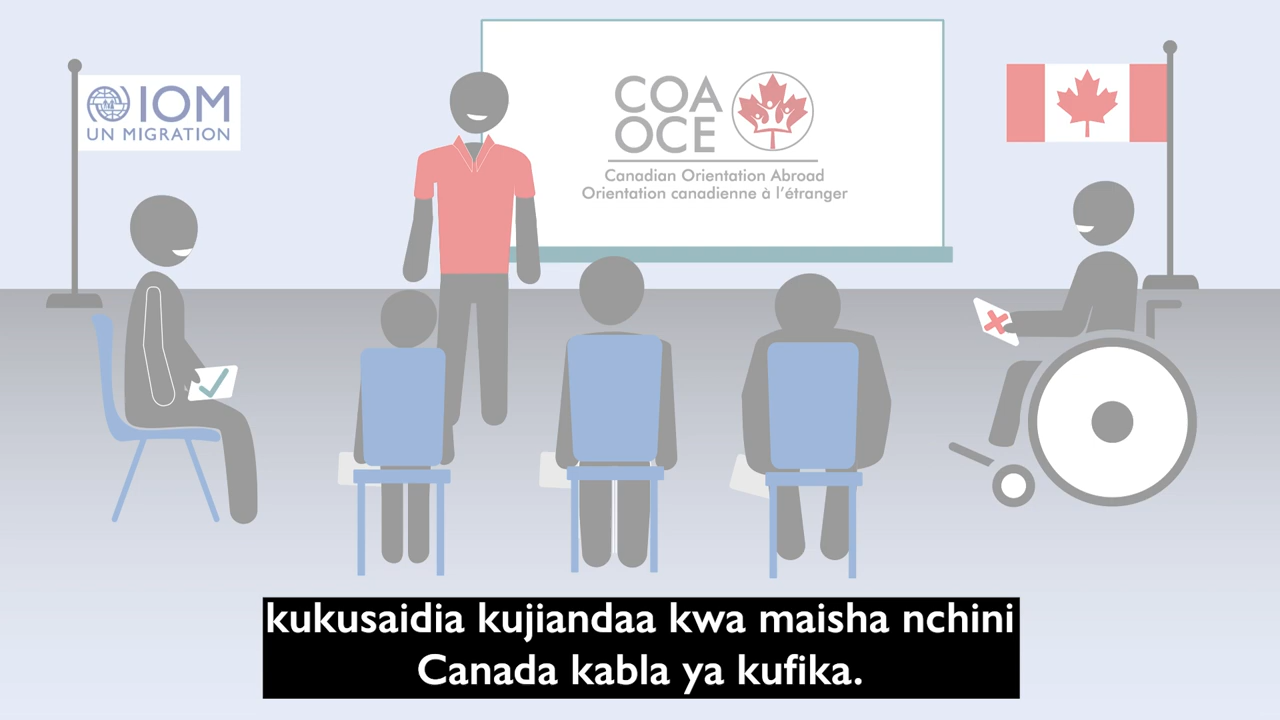 IOM
UN MIGRATION
COA
OCE
Canadian Orientation Abroad
Orientation canadienne à l'étranger
kukusaidia kujiandaa kwa maisha nchini
Canada kabla ya kufika.